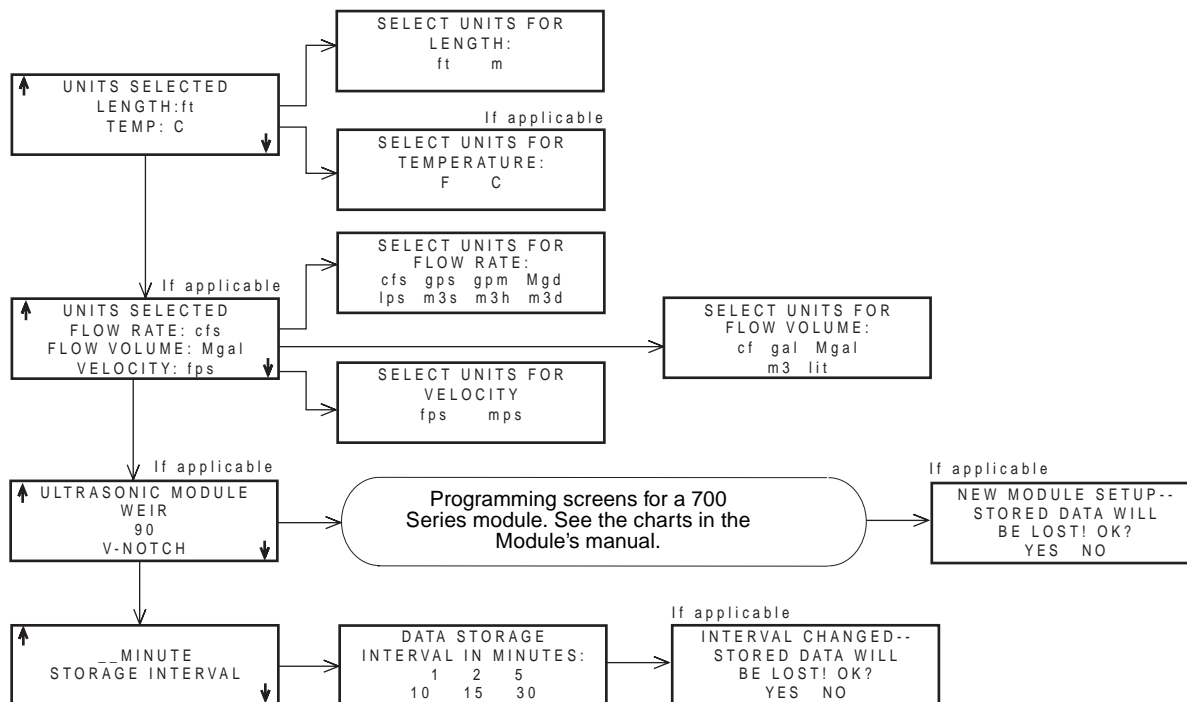 SELECT UNITS FOR
LENGTH:
ft m
UNITS SELECTED
LENGTH:ft
TEMP: C
If applicable
SELECT UNITS FOR
TEMPERATURE:
F C
If applicable
UNITS SELECTED
FLOW RATE: cfs
FLOW VOLUME: Mgal
VELOCITY: fps
SELECT UNITS FOR
FLOW RATE:
cfs gps gpm Mgd
lps m3s m3h m3d
SELECT UNITS FOR
FLOW VOLUME:
cf gal Mgal
m3 lit
SELECT UNITS FOR
VELOCITY
fps mps
If applicable
ULTRASONIC MODULE
WEIR
90
V-NOTCH
Programming screens for a 700
Series module. See the charts in the
Module's manual.
If applicable
NEW MODULE SETUP--
STORED DATA WILL
BE LOST! OK?
YES NO
__MINUTE
STORAGE INTERVAL
DATA STORAGE
INTERVAL IN MINUTES:
1 2 5
10 15 30
If applicable
INTERVAL CHANGED--
STORED DATA WILL
BE LOST! OK?
YES NO